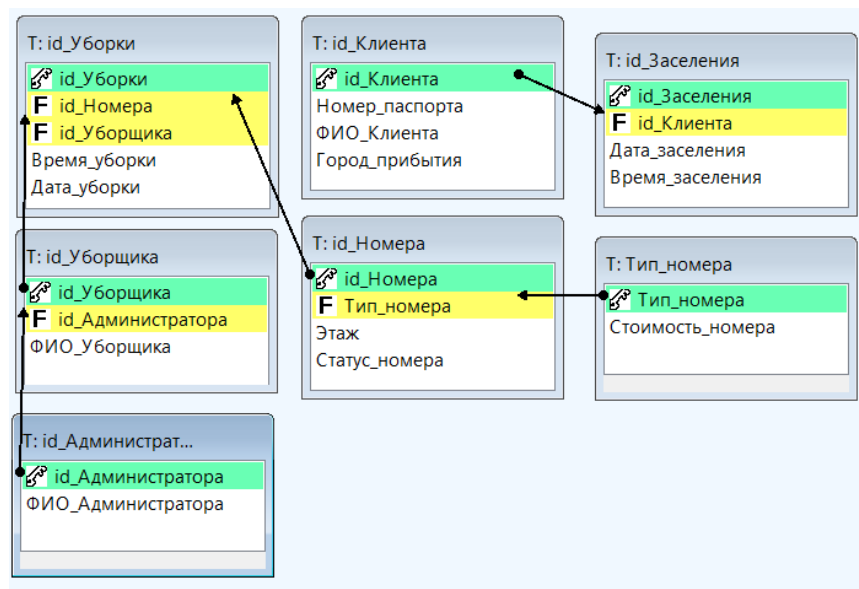 T: id_Уборки
id_Уборки
F id_Номера
F id_Уборщика
Время_уборки
Дата_уборки
T: id_Клиента
id_Клиента
Номер_паспорта
ФИО_Клиента
Город_прибытия
T: id_Заселения
id_Заселения
F id_Клиента
Дата_заселения
Время_заселения
T: id_Уборщика
id_Уборщика
F id_Администратора
ФИО_Уборщика
T: id_Номера
id_Номера
F Тип_номера
Этаж
Статус_номера
T: Тип_номера
Тип_номера
Стоимость_номера
T: id_Администрат...
id_Администратора
ФИО_Администратора